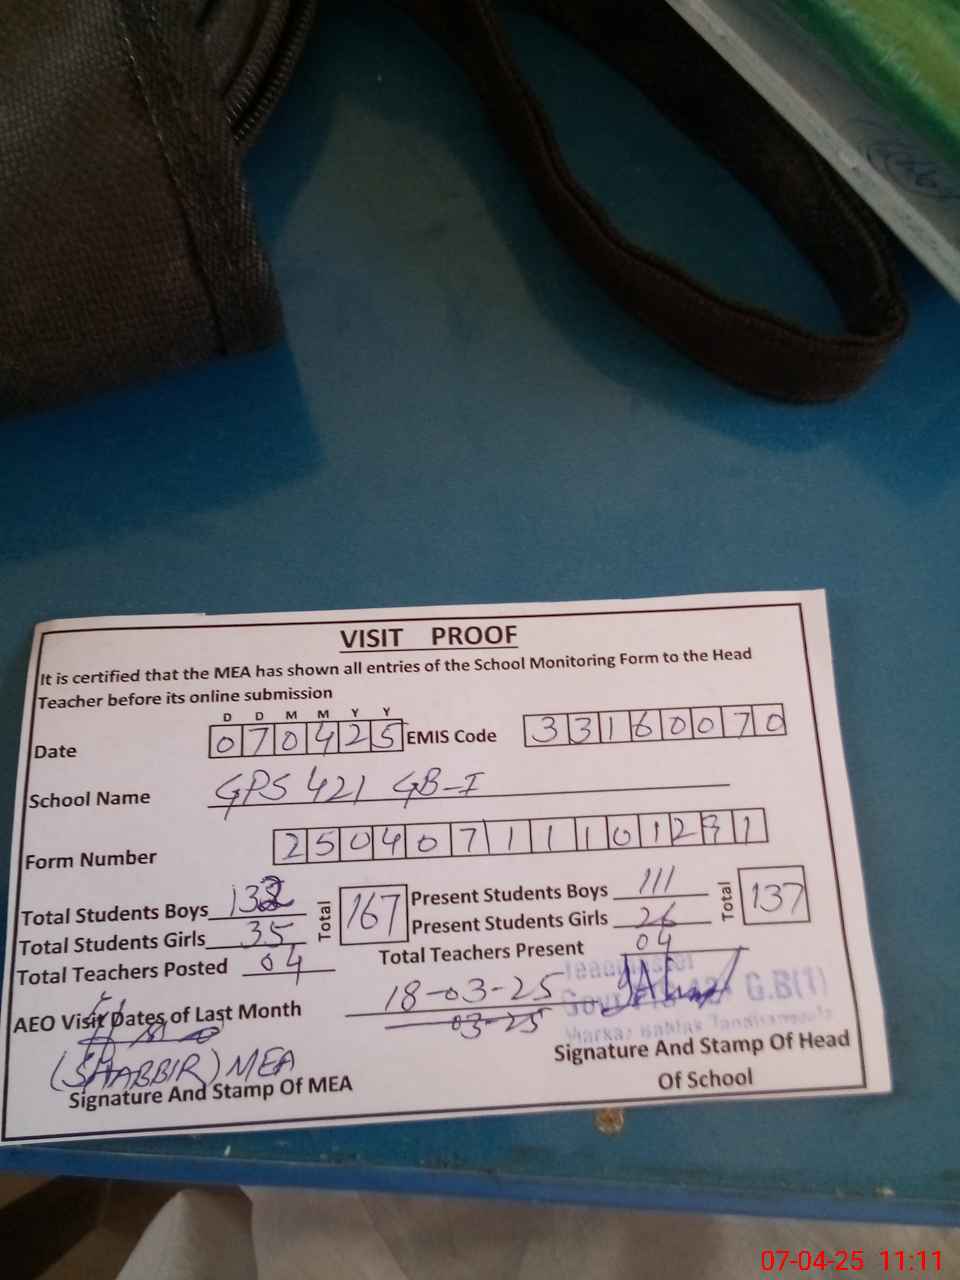 VISIT PROOF
It is certified that the MEA has shown all entries of the School Monitoring Form to the Head
Teacher before its online submission
D D M M Y Y
Date 070425 EMIS Code 33160070
School Name GPS 421 GB-I
Form Number 250407111012
Total Students Boys Total 167 Present Students Boys 111 Total 137
Total Students Girls 35 Present Students Girls 26
Total Teachers Posted 04 Total Teachers Present 04
AEO Visit Dates of Last Month 18-03-25
03-25
G.B(1)
(SHABBIR) MEA
Signature And Stamp Of MEA
Signature And Stamp Of Head
Of School
07-04-25 11:11